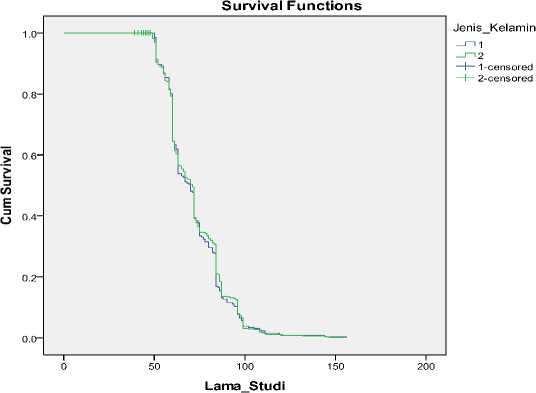 Survival Functions
Jenis_Kelamin
1
2
1-censored
2-censored
Cum Survival
1.0
0.8
0.6
0.4
0.2
0.0
0
50
100
150
200
Lama_Studi